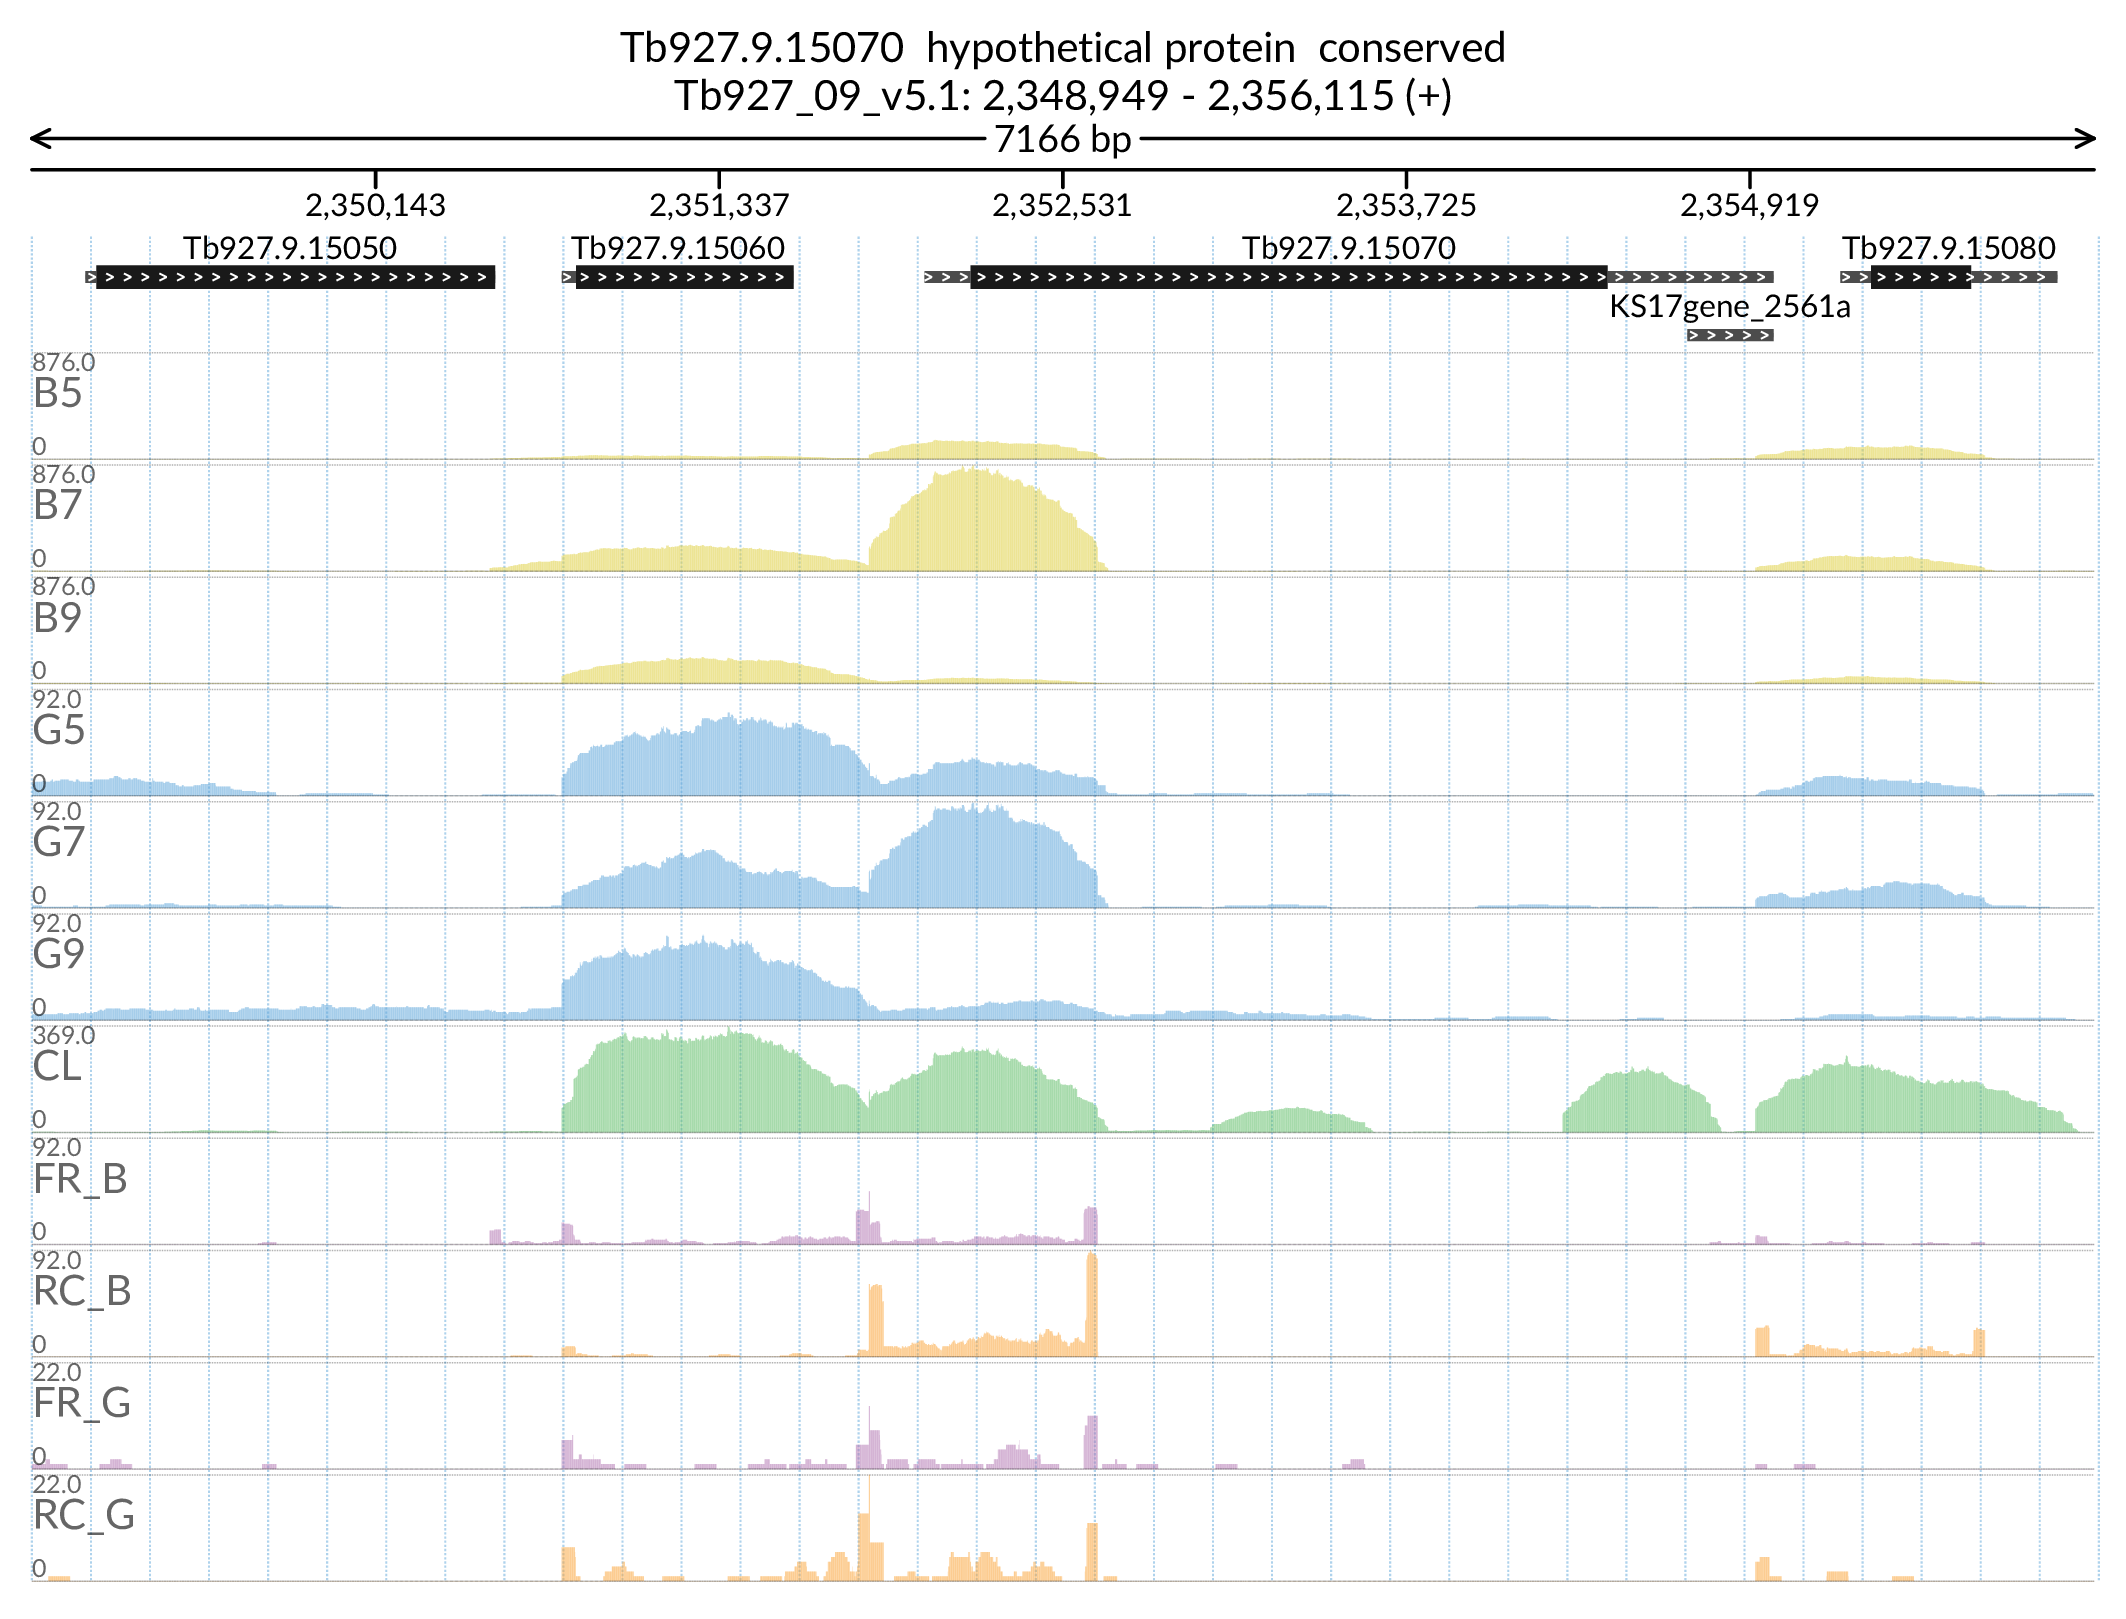 Tb927.9.15070  hypothetical protein  conserved
Tb927_09_v5.1: 2,348,949 - 2,356,115 (+)
7166 bp
2,350,143 2,351,337 2,352,531 2,353,725 2,354,919
Tb927.9.15050 Tb927.9.15060 Tb927.9.15070 Tb927.9.15080
KS17gene_2561a
876.0
B5
0
876.0
B7
0
876.0
B9
0
92.0
G5
0
92.0
G7
0
92.0
G9
0
369.0
CL
0
92.0
FR_B
0
92.0
RC_B
0
22.0
FR_G
0
22.0
RC_G
0